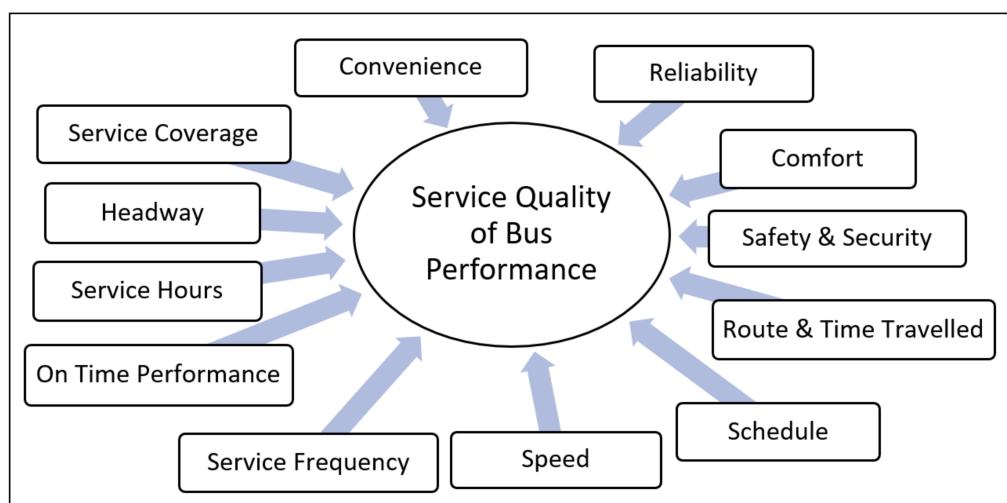 Convenience
Reliability
Service Coverage
Comfort
Headway
Service Quality
of Bus
Performance
Safety & Security
Service Hours
Route & Time Travelled
On Time Performance
Schedule
Service Frequency
Speed